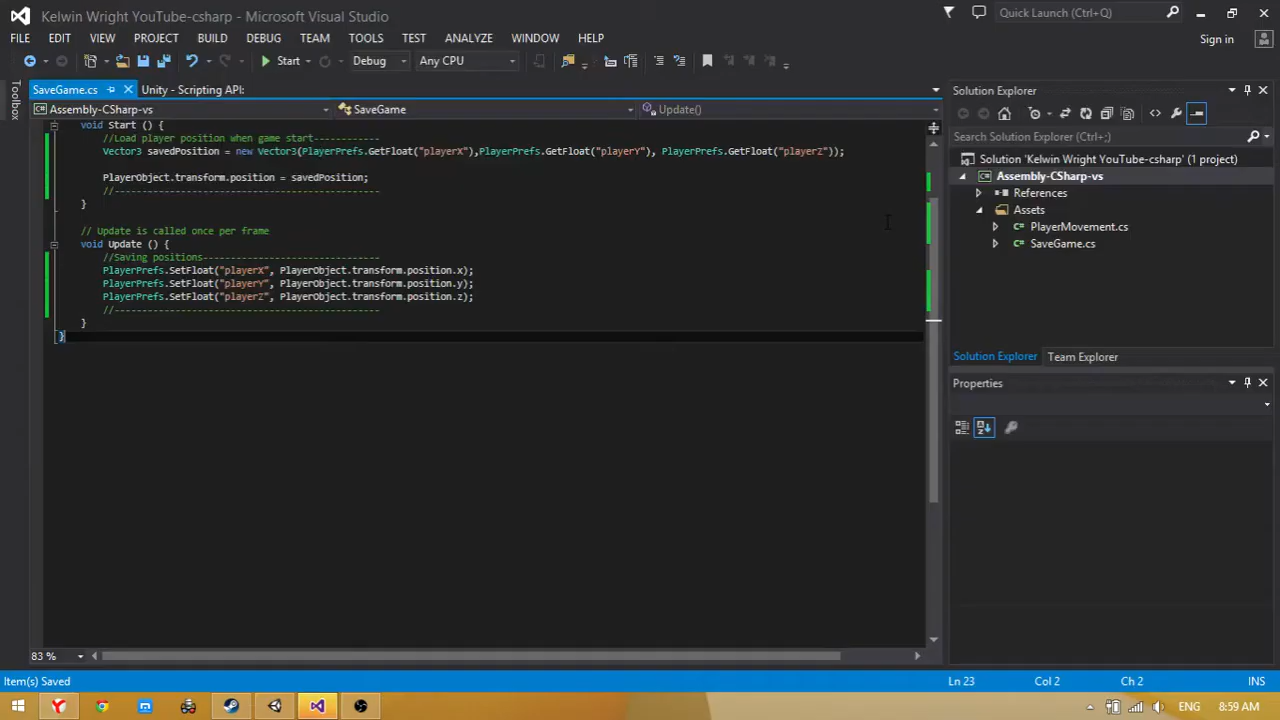 Kelwin Wright YouTube-csharp - Microsoft Visual Studio
Quick Launch (Ctrl+Q)
FILE EDIT VIEW PROJECT BUILD DEBUG TEAM TOOLS TEST ANALYZE WINDOW HELP
Sign in
Start Debug Any CPU
Toolbox
SaveGame.cs Unity - Scripting API:
Solution Explorer
Assembly-CSharp-vs SaveGame Update()
void Start () {
//Load player position when game start------------
Vector3 savedPosition = new Vector3(PlayerPrefs.GetFloat("playerX"),PlayerPrefs.GetFloat("playerY"), PlayerPrefs.GetFloat("playerZ"));
PlayerObject.transform.position = savedPosition;
//------------------------------------------------
}
// Update is called once per frame
void Update () {
//Saving positions--------------------------------
PlayerPrefs.SetFloat("playerX", PlayerObject.transform.position.x);
PlayerPrefs.SetFloat("playerY", PlayerObject.transform.position.y);
PlayerPrefs.SetFloat("playerZ", PlayerObject.transform.position.z);
//------------------------------------------------
}
}
Search Solution Explorer (Ctrl+;)
Solution 'Kelwin Wright YouTube-csharp' (1 project)
Assembly-CSharp-vs
References
Assets
PlayerMovement.cs
SaveGame.cs
Solution Explorer Team Explorer
Properties
83 %
Item(s) Saved Ln 23 Col 2 Ch 2 INS
ENG 8:59 AM